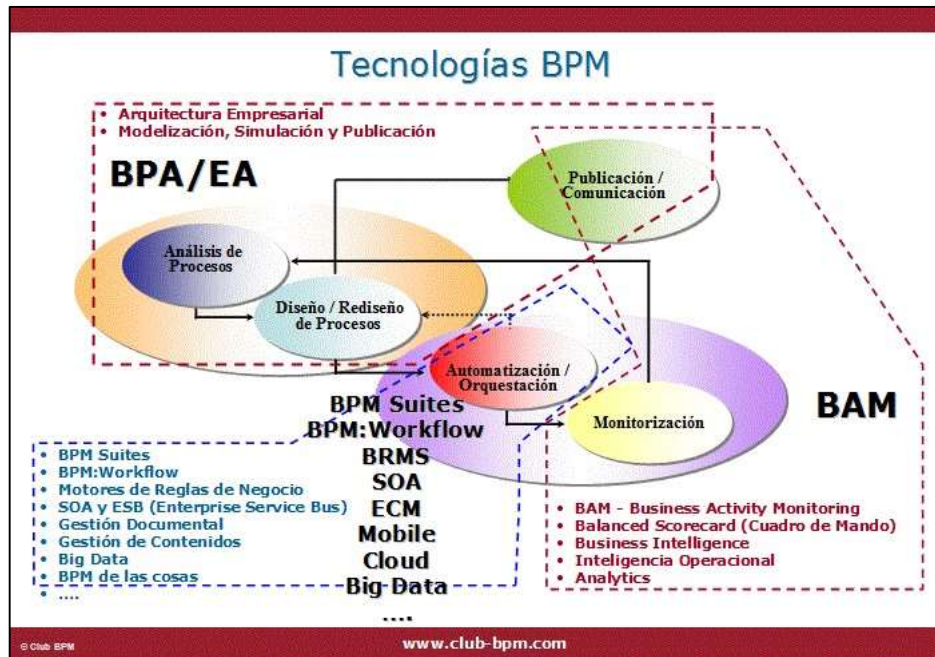 Tecnologías BPM
• Arquitectura Empresarial
• Modelización, Simulación y Publicación
BPA/EA
Publicación /
Comunicación
Análisis de
Procesos
Diseño / Rediseño
de Procesos
Automatización /
Orquestación
Monitorización
BAM
BPM Suites
BPM:Workflow
BRMS
SOA
ECM
Mobile
Cloud
Big Data
....
• BPM Suites
• BPM:Workflow
• Motores de Reglas de Negocio
• SOA y ESB (Enterprise Service Bus)
• Gestión Documental
• Gestión de Contenidos
• Big Data
• BPM de las cosas
• ....
• BAM - Business Activity Monitoring
• Balanced Scorecard (Cuadro de Mando)
• Business Intelligence
• Inteligencia Operacional
• Analytics
© Club BPM
www.club-bpm.com